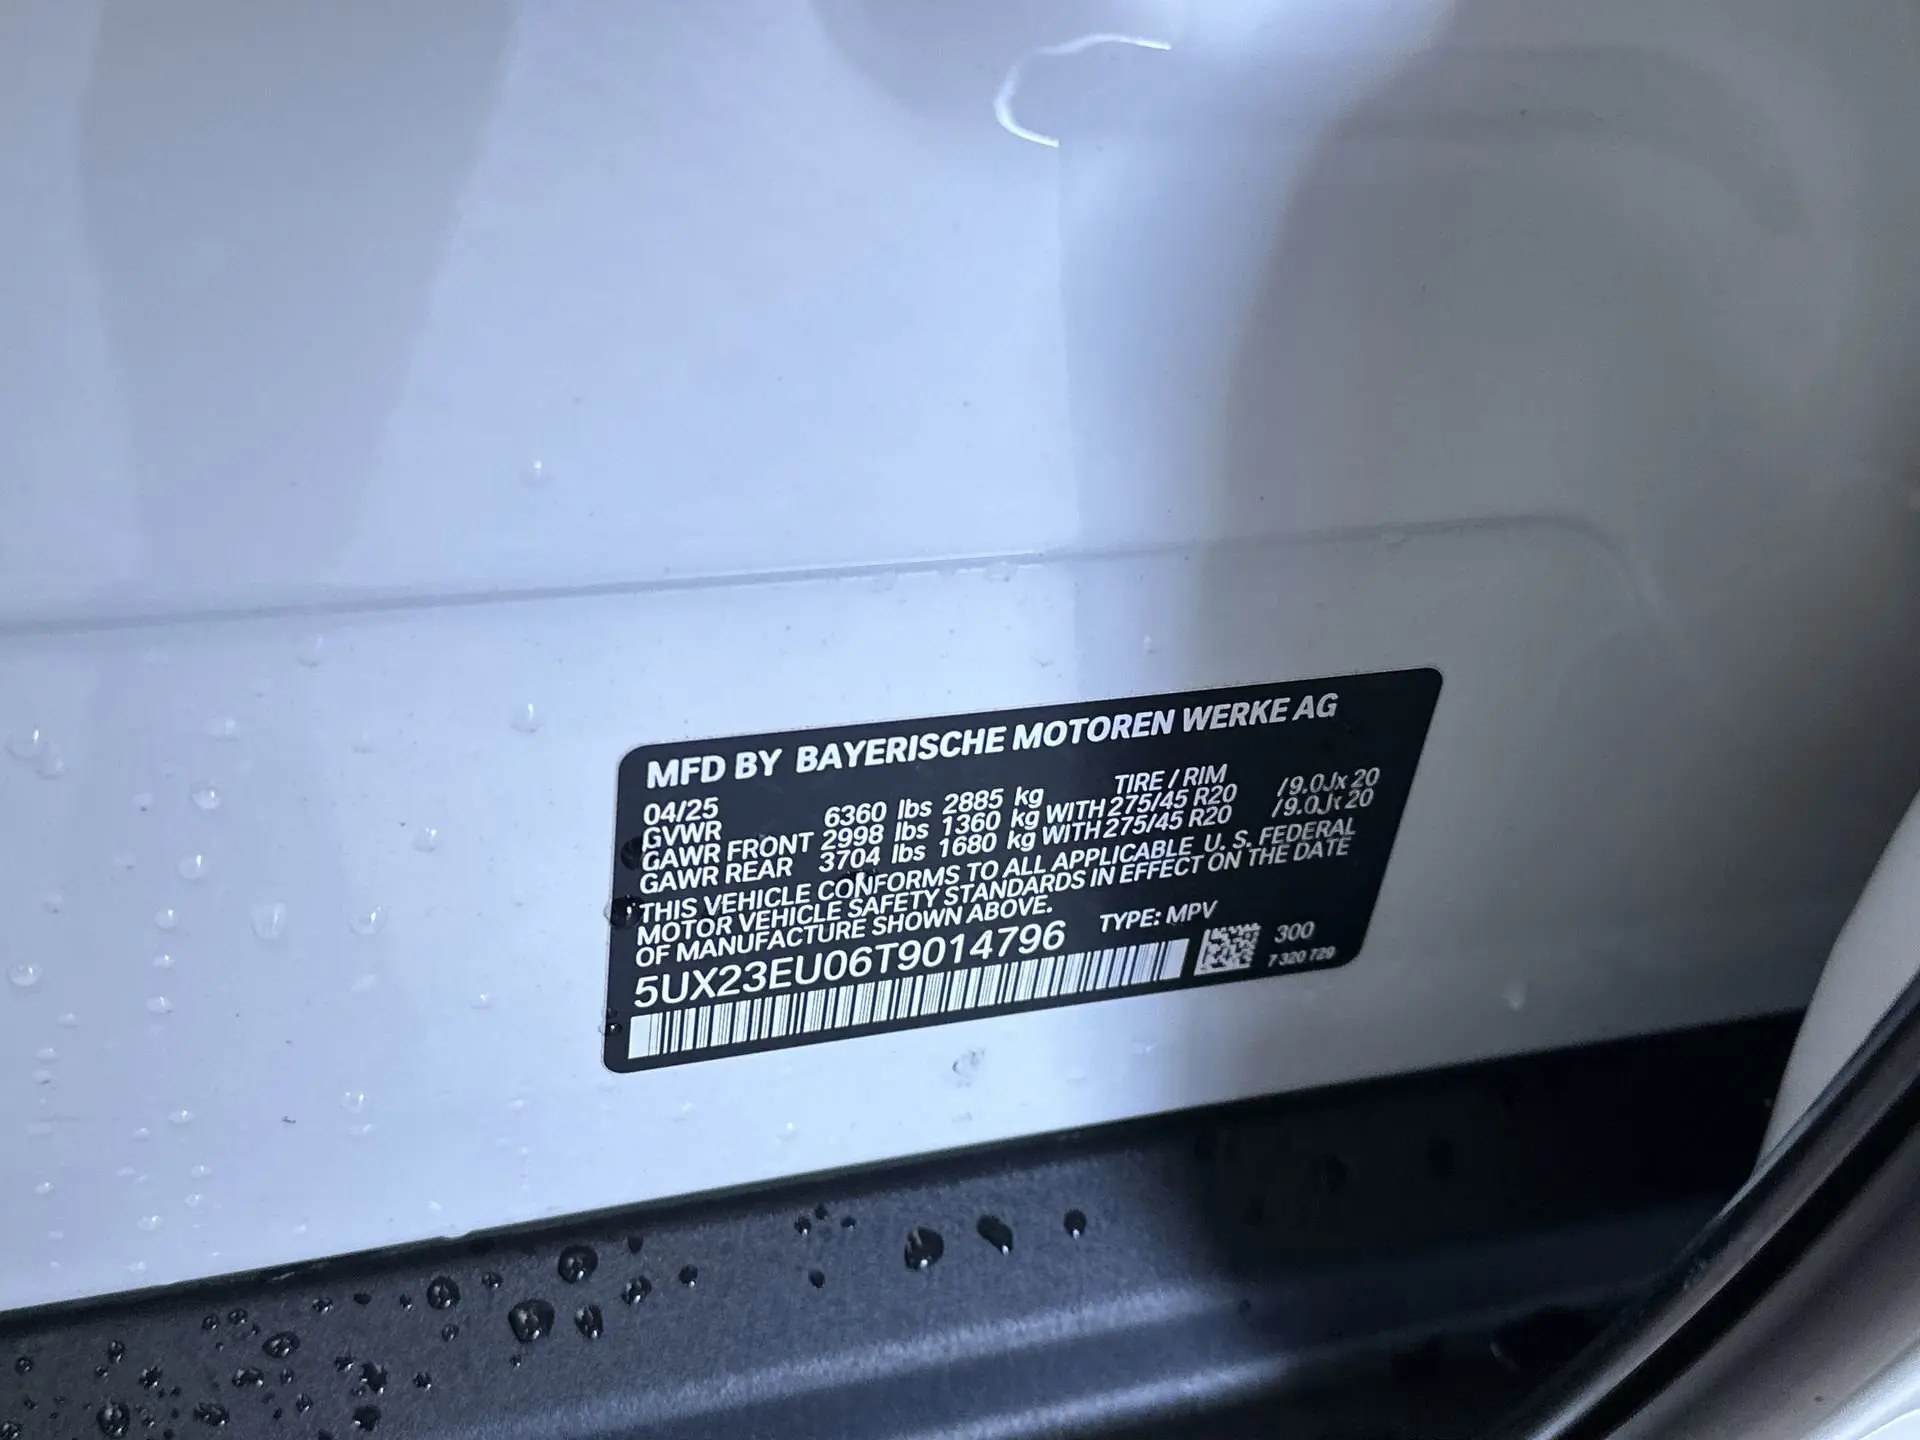 MFD BY BAYERISCHE MOTOREN WERKE AG
04/25 TIRE / RIM
GVWR 6360 lbs 2885 kg
GAWR FRONT 2998 lbs 1360 kg WITH 275/45 R20 /9.0Jx20
GAWR REAR 3704 lbs 1680 kg WITH 275/45 R20 /9.0Jx20
THIS VEHICLE CONFORMS TO ALL APPLICABLE U. S. FEDERAL
MOTOR VEHICLE SAFETY STANDARDS IN EFFECT ON THE DATE
OF MANUFACTURE SHOWN ABOVE.
TYPE: MPV
5UX23EU06T9014796
300
7 320 729